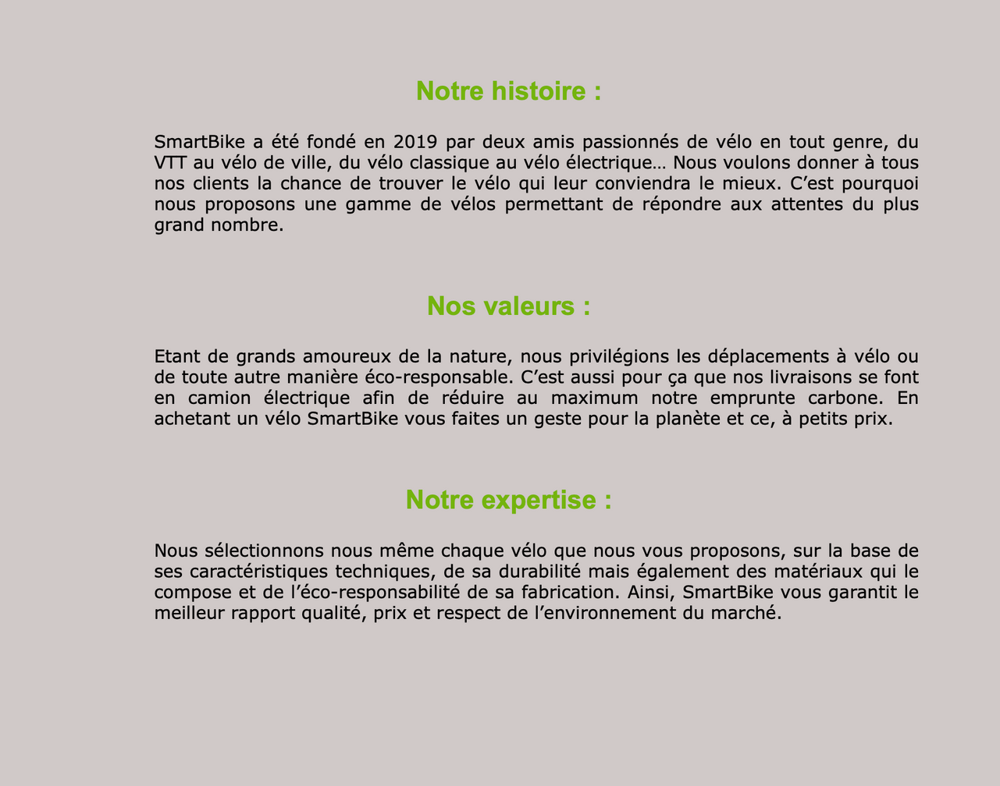 Notre histoire :
SmartBike a été fondé en 2019 par deux amis passionnés de vélo en tout genre, du
VTT au vélo de ville, du vélo classique au vélo électrique… Nous voulons donner à tous
nos clients la chance de trouver le vélo qui leur conviendra le mieux. C’est pourquoi
nous proposons une gamme de vélos permettant de répondre aux attentes du plus
grand nombre.
Nos valeurs :
Etant de grands amoureux de la nature, nous privilégions les déplacements à vélo ou
de toute autre manière éco-responsable. C’est aussi pour ça que nos livraisons se font
en camion électrique afin de réduire au maximum notre emprunte carbone. En
achetant un vélo SmartBike vous faites un geste pour la planète et ce, à petits prix.
Notre expertise :
Nous sélectionnons nous même chaque vélo que nous vous proposons, sur la base de
ses caractéristiques techniques, de sa durabilité mais également des matériaux qui le
compose et de l’éco-responsabilité de sa fabrication. Ainsi, SmartBike vous garantit le
meilleur rapport qualité, prix et respect de l’environnement du marché.